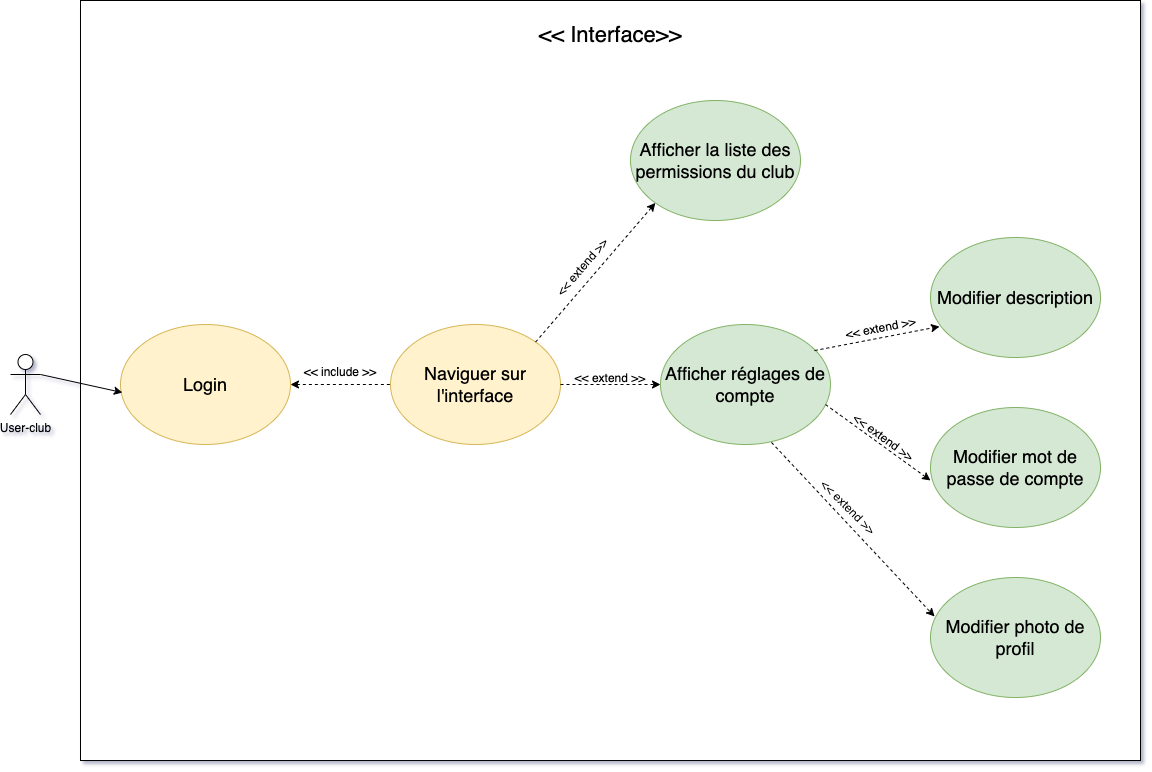 << Interface>>
Afficher la liste des
permissions du club
<< extend >>
Modifier description
<< extend >>
User-club
Login
<< include >>
Naviguer sur
l'interface
<< extend >>
Afficher réglages de
compte
<< extend >>
Modifier mot de
passe de compte
<< extend >>
Modifier photo de
profil